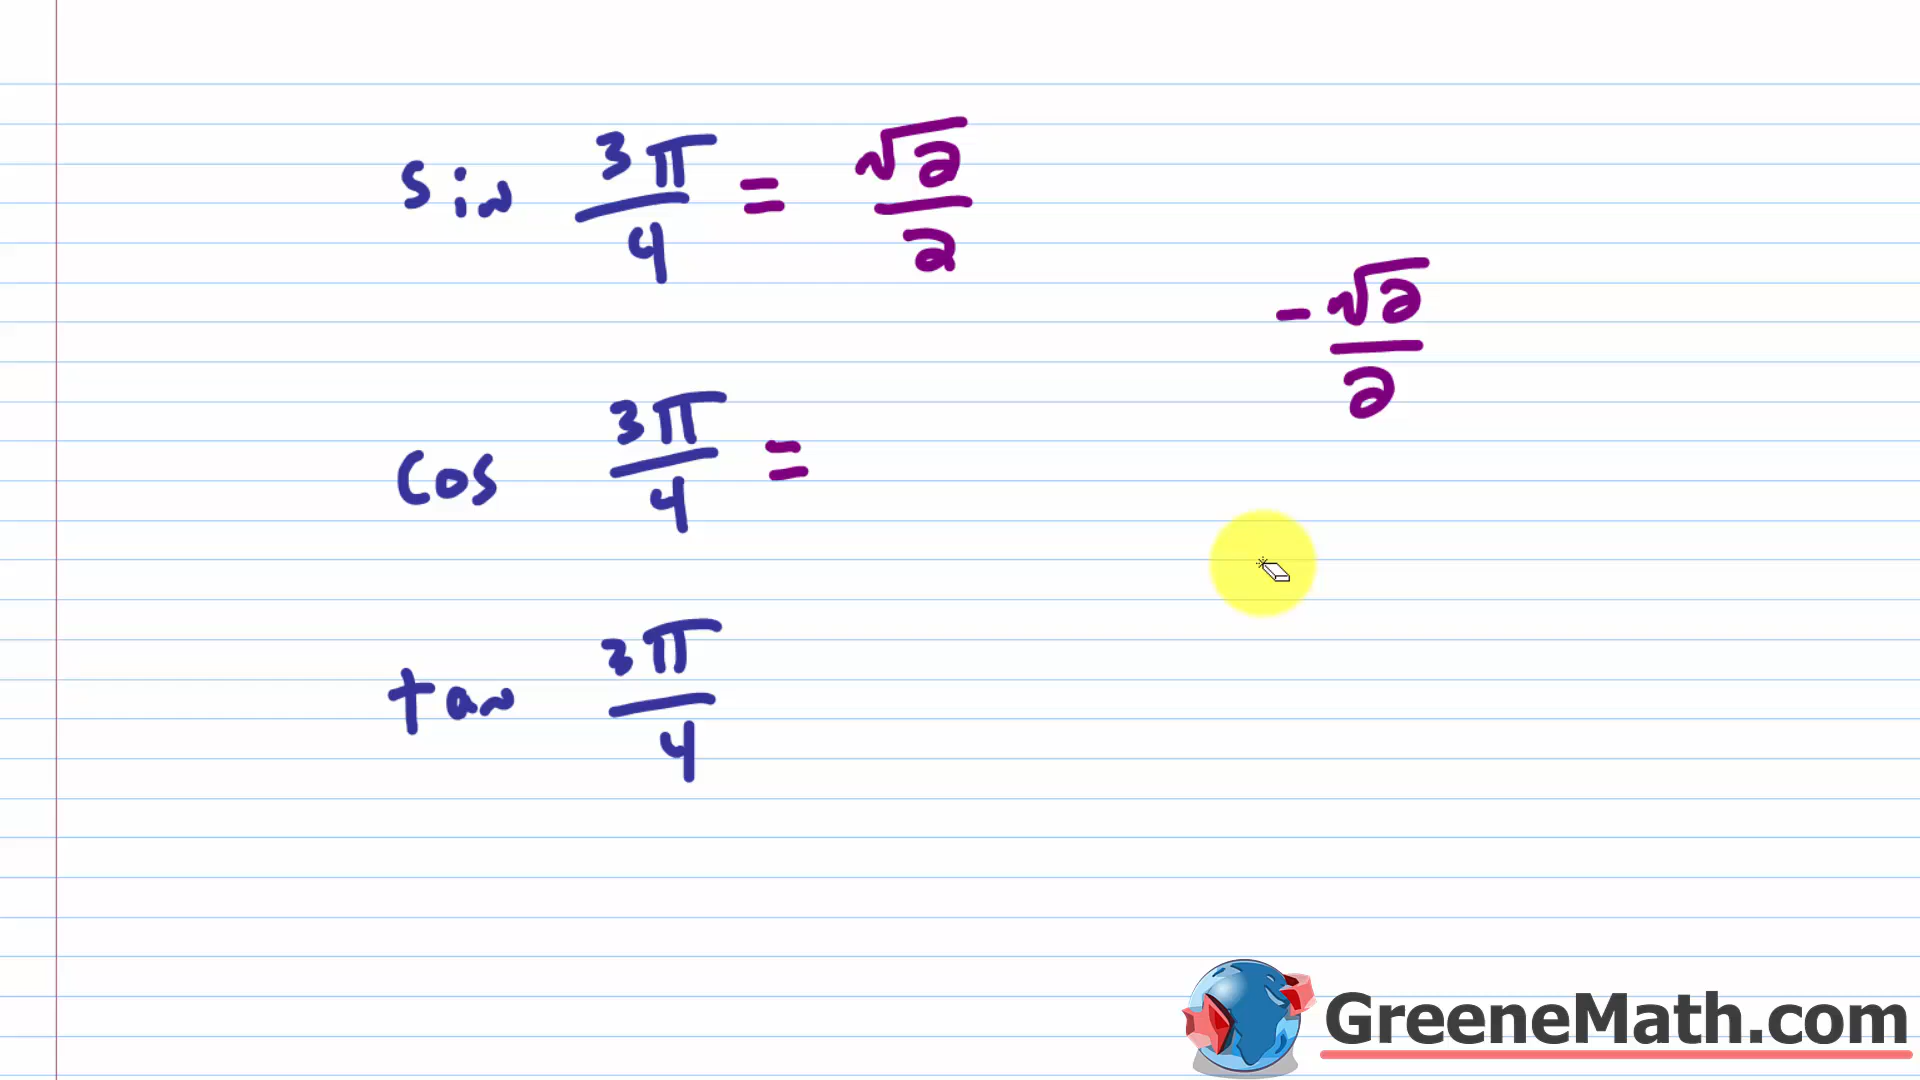 sin 3π/4 = √2/2
-√2/2
cos 3π/4 =
tan 3π/4
GreeneMath.com